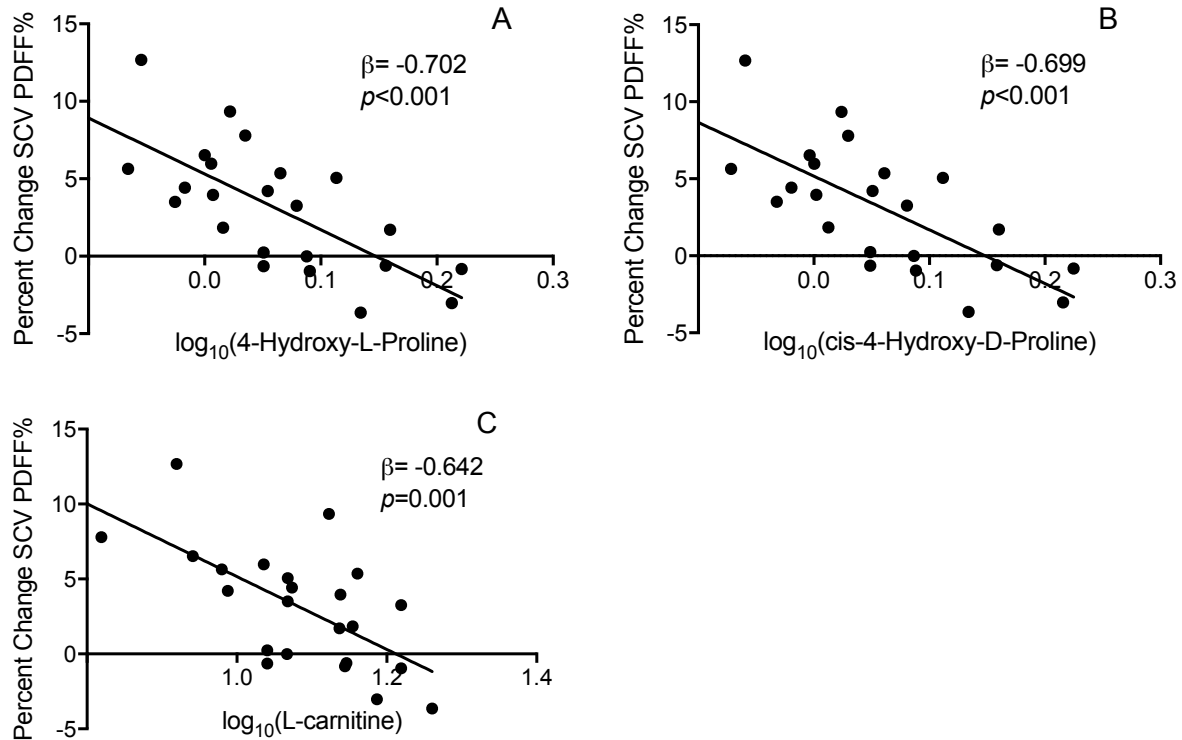 A
Percent Change SCV PDFF%
15
10
5
0
-5
β= -0.702
p<0.001
0.0
0.1
0.2
0.3
log10(4-Hydroxy-L-Proline)
B
Percent Change SCV PDFF%
15
10
5
0
-5
β= -0.699
p<0.001
0.0
0.1
0.2
0.3
log10(cis-4-Hydroxy-D-Proline)
C
Percent Change SCV PDFF%
15
10
5
0
-5
β= -0.642
p=0.001
1.0
1.2
1.4
log10(L-carnitine)